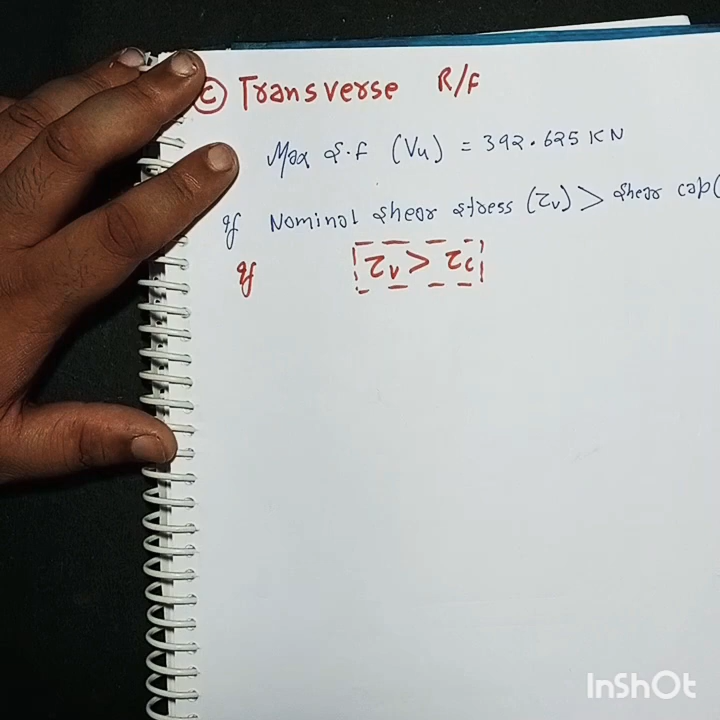 (C) Transverse R/F
Max S.F (Vu) = 392.625 KN
If Nominal shear stress (τv) > shear cap(
If τv > τc
InShOt